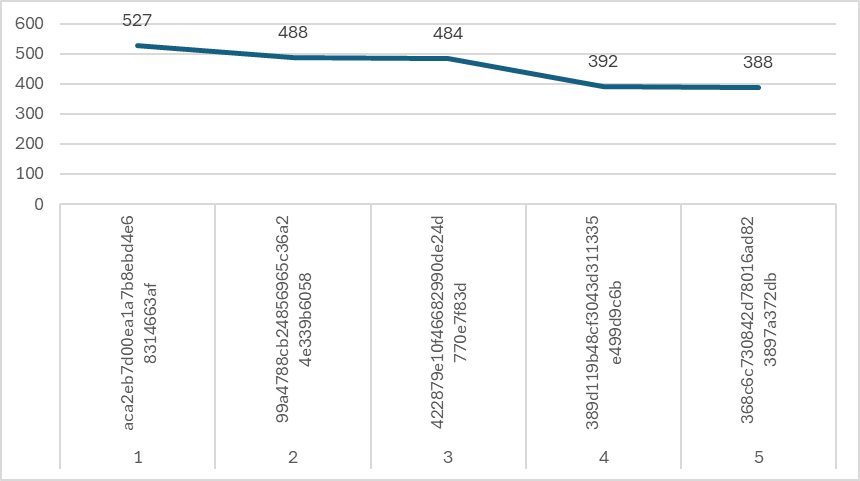 600
500
400
300
200
100
0
527
488
484
392
388
aca2eb7d00ea1a7b8ebd4e6
8314663af
99a4788cb24856965c36a2
4e339b6058
422879e10f46682990de24d
770e7f83d
389d119b48cf3043d311335
e499d9c6b
368c6c730842d78016ad82
3897a372db
1
2
3
4
5